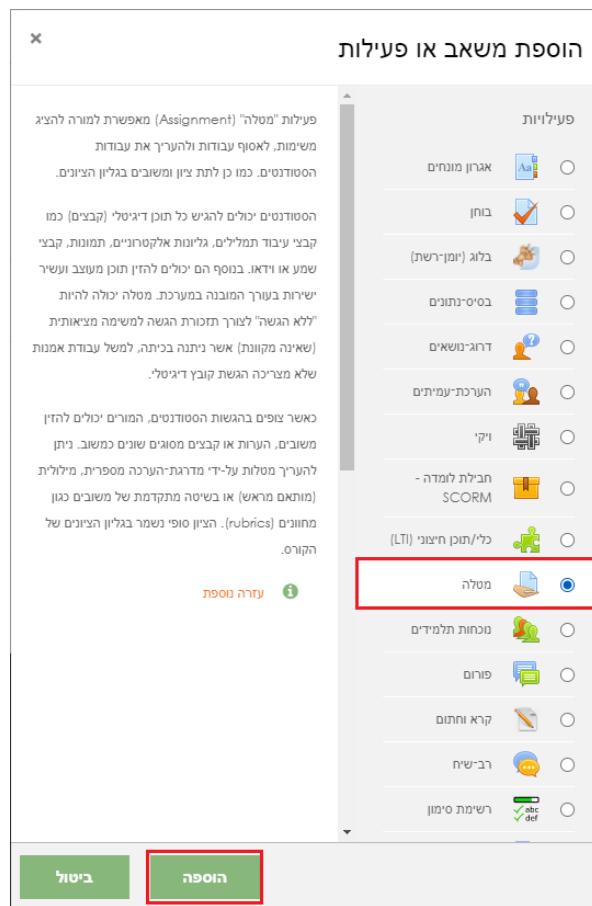 הוספת משאב או פעילות
×
פעילויות
אגרון מונחים
בוחן
בלוג (יומן-רשת)
בסיס-נתונים
דרוג-נושאים
הערכת-עמיתים
ויקי
חבילת לומדה -
SCORM
כלי/תוכן חיצוני (LTI)
מטלה
נוכחות תלמידים
פורום
קרא וחתום
רב-שיח
רשימת סימון
פעילות "מטלה" (Assignment) מאפשרת למורה להציג
משימות, לאסוף עבודות ולהעריך את עבודות
הסטודנטים. כמו כן לתת ציון ומשובים בגליון הציונים.
הסטודנטים יכולים להגיש כל תוכן דיגיטלי (קבצים) כמו
קבצי עיבוד תמלילים, גליונות אלקטרוניים, תמונות, קבצי
שמע או וידאו. בנוסף הם יכולים להזין תוכן מעוצב ועשיר
ישירות בעורך המובנה במערכת. מטלה יכולה להיות
"ללא הגשה" לצורך תזכורת הגשה למשימה מציאותית
(שאינה מקוונת) אשר ניתנה בכיתה, למשל עבודת אמנות
שלא מצריכה הגשת קובץ דיגיטלי.
כאשר צופים בהגשות הסטודנטים, המורים יכולים להזין
משובים, הערות או קבצים מסוגים שונים כמשוב. ניתן
להעריך מטלות על-ידי מדרגת-הערכה מספרית, מילולית
(מותאם מראש) או בשיטה מתקדמת של משובים כגון
מחוונים (rubrics). הציון סופי נשמר בגליון הציונים של
הקורס.
עזרה נוספת
הוספה
ביטול